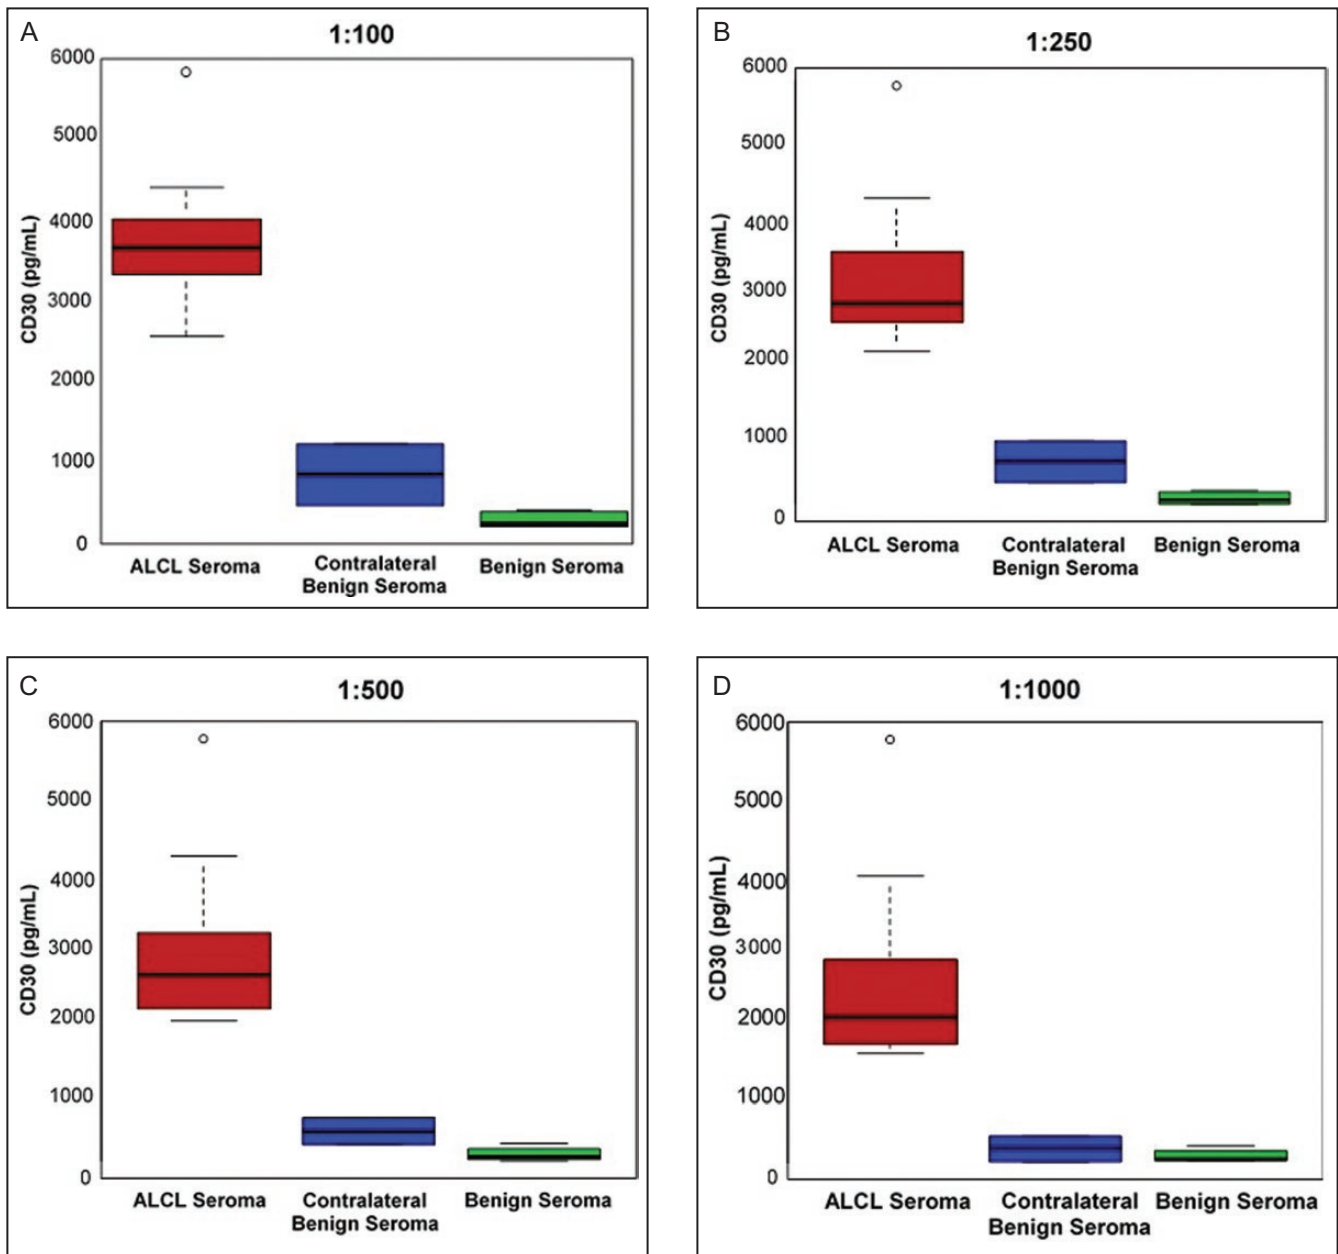 A
1:100
6000
5000
4000
3000
2000
1000
0
CD30 (pg/mL)
ALCL Seroma
Contralateral
Benign Seroma
Benign Seroma
B
1:250
6000
5000
4000
3000
2000
1000
0
CD30 (pg/mL)
ALCL Seroma
Contralateral
Benign Seroma
Benign Seroma
C
1:500
6000
5000
4000
3000
2000
1000
0
CD30 (pg/mL)
ALCL Seroma
Contralateral
Benign Seroma
Benign Seroma
D
1:1000
6000
5000
4000
3000
2000
1000
0
CD30 (pg/mL)
ALCL Seroma
Contralateral
Benign Seroma
Benign Seroma